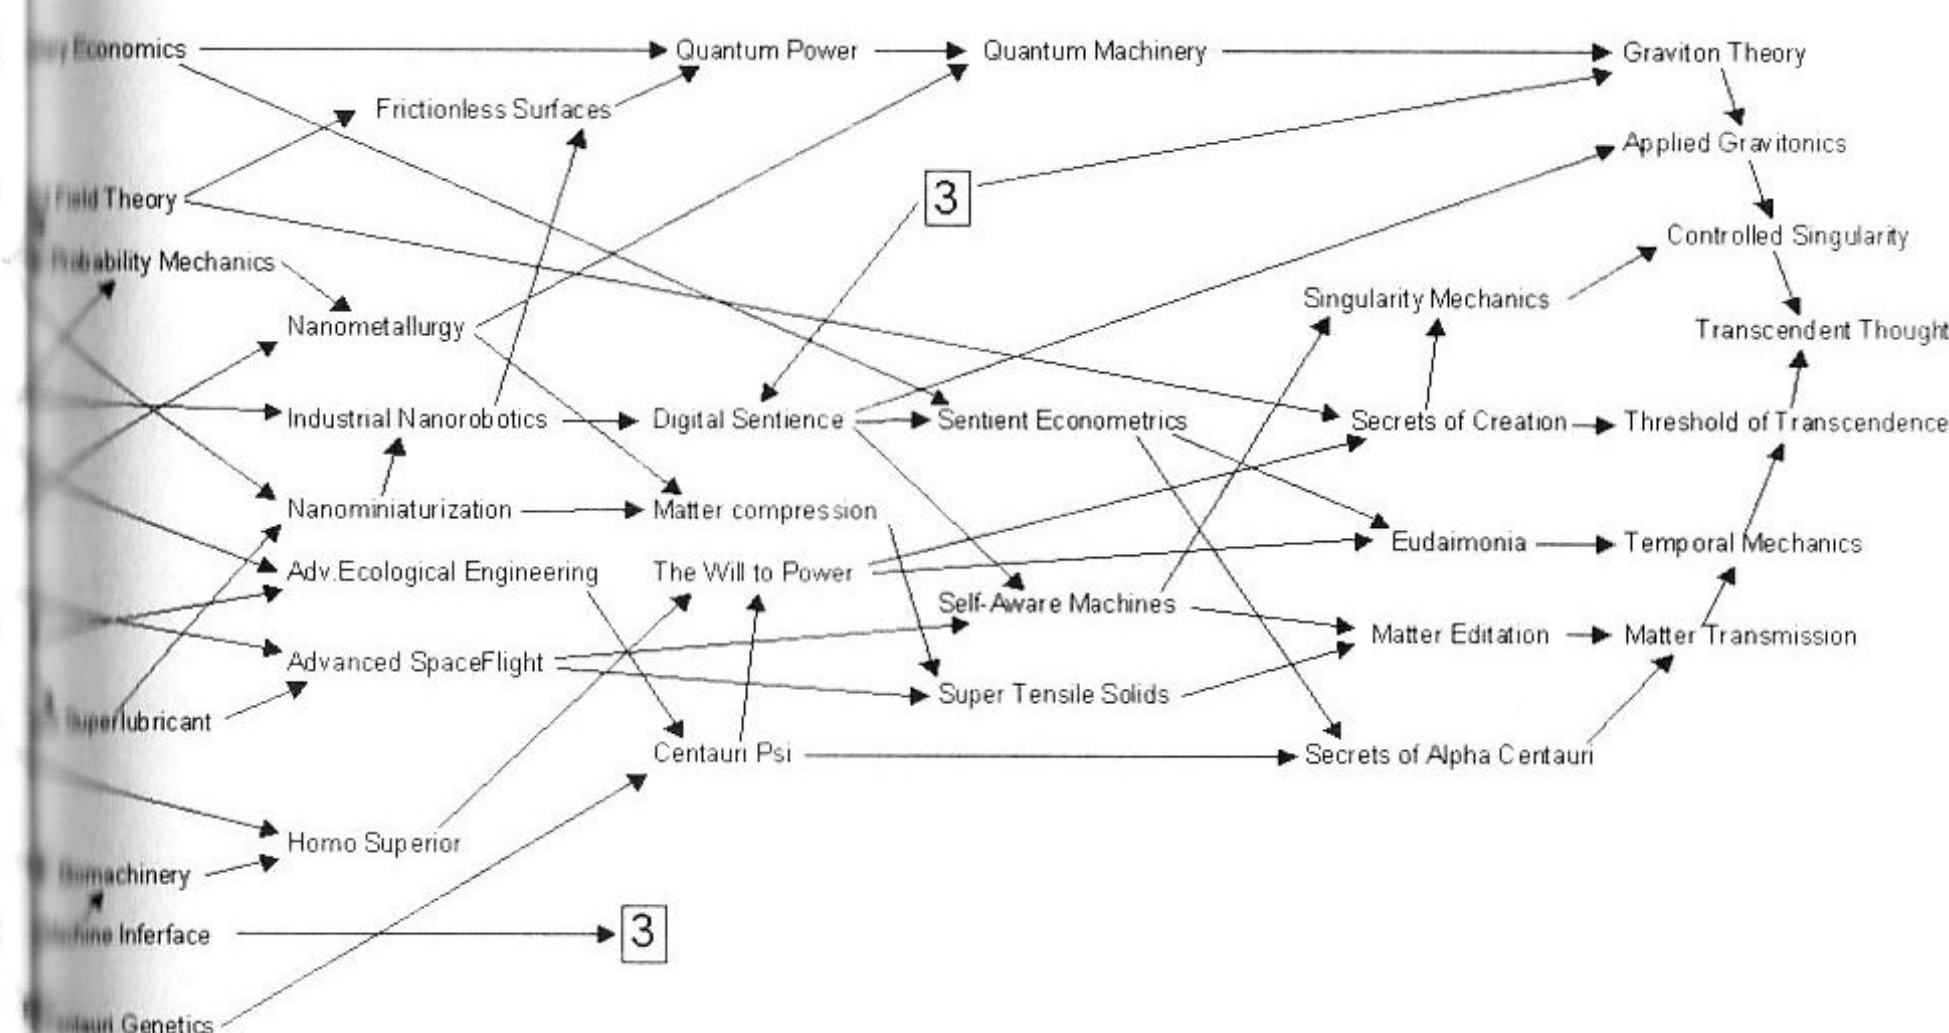 Economics
Quantum Power
Quantum Machinery
Graviton Theory
Frictionless Surfaces
Applied Gravitonics
3
Field Theory
Controlled Singularity
Probability Mechanics
Singularity Mechanics
Nanometallurgy
Transcendent Thought
Industrial Nanorobotics
Digital Sentience
Sentient Econometrics
Secrets of Creation
Threshold of Transcendence
Nanominiaturization
Matter compression
Eudaimonia
Temporal Mechanics
Adv.Ecological Engineering
The Will to Power
Self-Aware Machines
Matter Editation
Matter Transmission
Advanced SpaceFlight
Super Tensile Solids
Superlubricant
Centauri Psi
Secrets of Alpha Centauri
Homo Superior
Inferface
3
Genetics